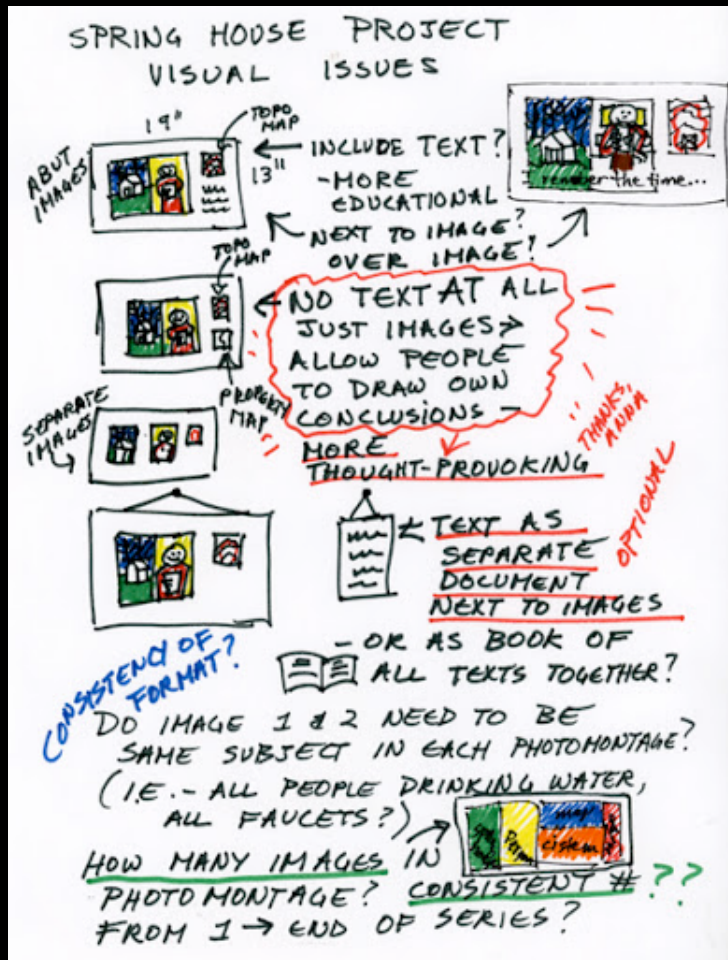 SPRING HOUSE PROJECT
VISUAL ISSUES
19"
TOPO
MAP
13"
ABUT
IMAGES
INCLUDE TEXT?
-MORE
EDUCATIONAL
NEXT TO IMAGE?
OVER IMAGE?
I remember the time...
TOPO
MAP
NO TEXT AT ALL
JUST IMAGES →
ALLOW PEOPLE
TO DRAW OWN
CONCLUSIONS –
MORE
THOUGHT-PROVOKING
PROPERTY
MAP
SEPARATE
IMAGES
THANKS,
ANNA
TEXT AS
SEPARATE
DOCUMENT
NEXT TO IMAGES
OPTIONAL
- OR AS BOOK OF
ALL TEXTS TOGETHER?
CONSISTENCY OF
FORMAT?
DO IMAGE 1 & 2 NEED TO BE
SAME SUBJECT IN EACH PHOTOMONTAGE?
(I.E. - ALL PEOPLE DRINKING WATER,
ALL FAUCETS?)
Person
map
cistern
HOW MANY IMAGES IN
PHOTOMONTAGE? CONSISTENT # ??
FROM 1 → END OF SERIES?